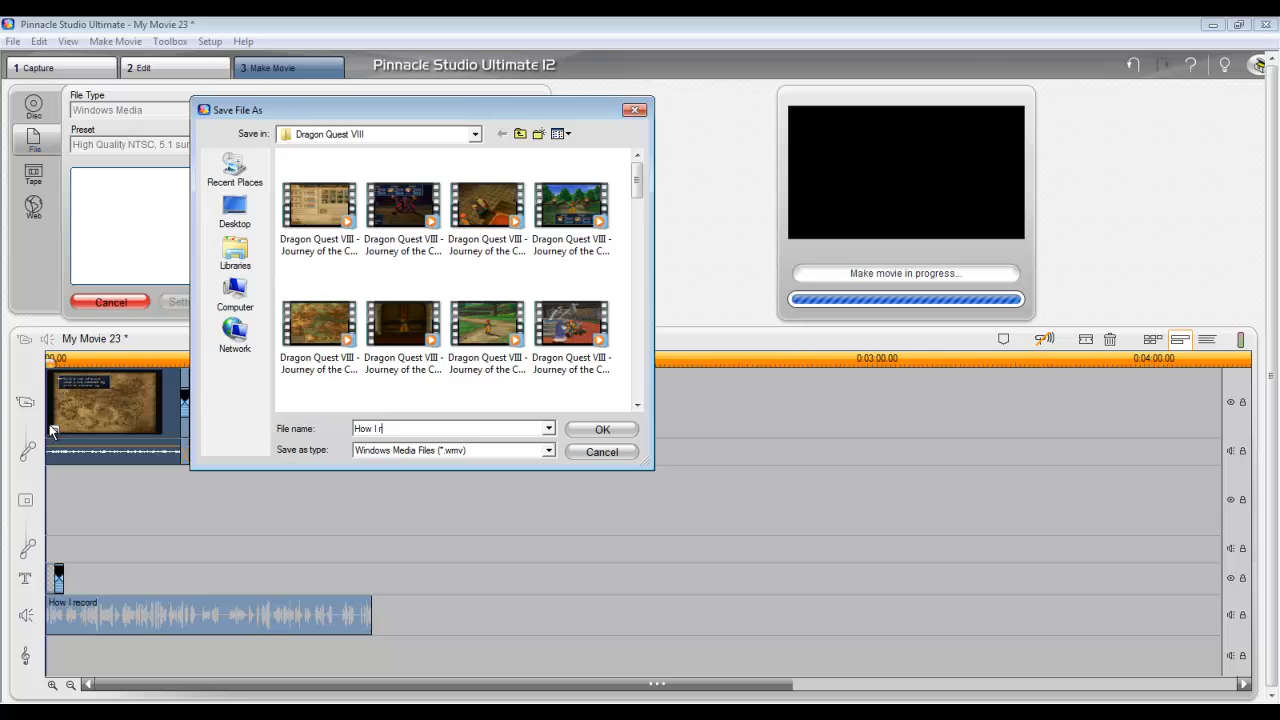 Pinnacle Studio Ultimate - My Movie 23 *
File Edit View Make Movie Toolbox Setup Help
1 Capture 2 Edit 3 Make Movie Pinnacle Studio Ultimate 12
File Type
Windows Media
Preset
High Quality NTSC, 5.1 sur
Disc
File
Tape
Web
Cancel Setti
Save File As
Save in: Dragon Quest VIII
Recent Places
Desktop
Libraries
Computer
Network
Dragon Quest VIII - Dragon Quest VIII - Dragon Quest VIII - Dragon Quest VIII -
Journey of the C... Journey of the C... Journey of the C... Journey of the C...
Dragon Quest VIII - Dragon Quest VIII - Dragon Quest VIII - Dragon Quest VIII -
Journey of the C... Journey of the C... Journey of the C... Journey of the C...
File name: How I r OK
Save as type: Windows Media Files (*.wmv) Cancel
Make movie in progress...
My Movie 23 *
00.00 0:03:00.00 0:04:00.00
How I record